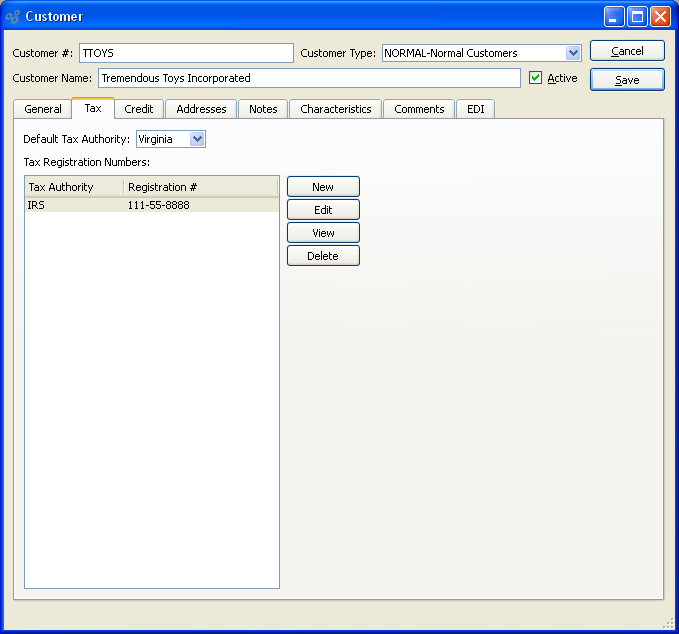 Customer
Customer #: TTOYS Customer Type: NORMAL-Normal Customers Cancel
Customer Name: Tremendous Toys Incorporated Active Save
General Tax Credit Addresses Notes Characteristics Comments EDI
Default Tax Authority: Virginia
Tax Registration Numbers:
Tax Authority Registration # New
IRS 111-55-8888 Edit
View
Delete